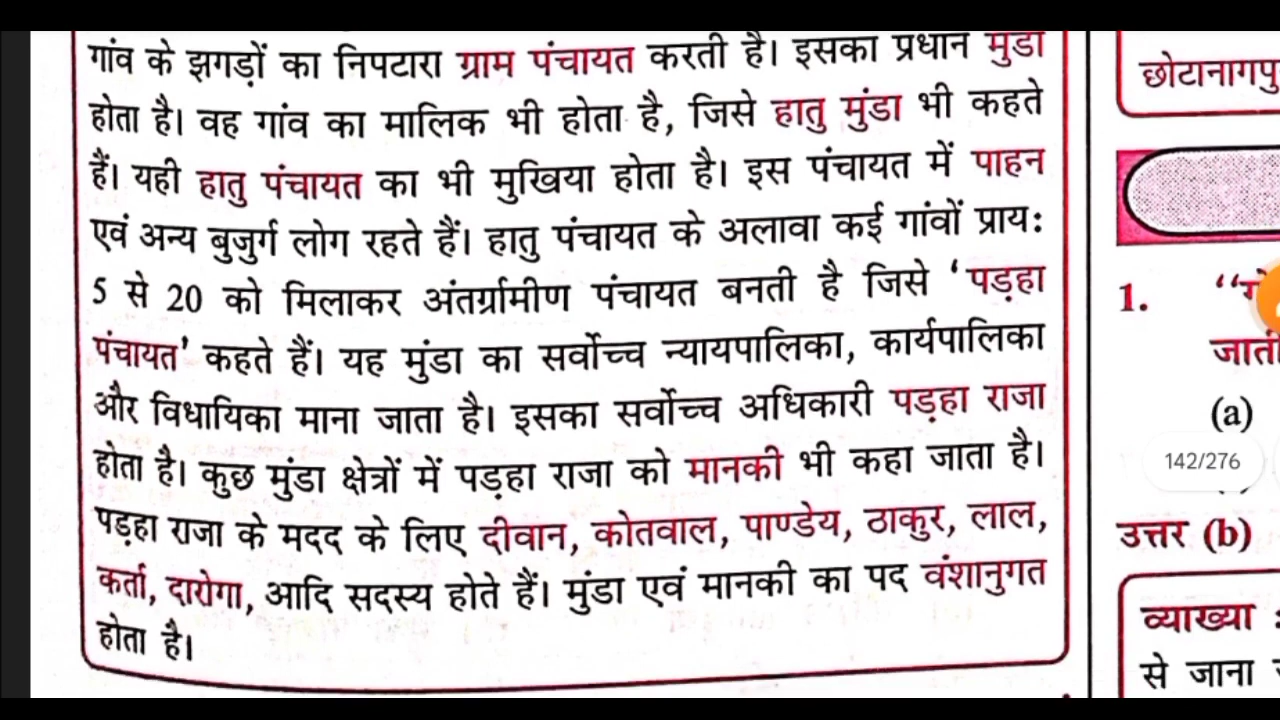 गांव के झगड़ों का निपटारा ग्राम पंचायत करती है। इसका प्रधान मुंडा
होता है। वह गांव का मालिक भी होता है, जिसे हातु मुंडा भी कहते
हैं। यही हातु पंचायत का भी मुखिया होता है। इस पंचायत में पाहन
एवं अन्य बुजुर्ग लोग रहते हैं। हातु पंचायत के अलावा कई गांवों प्राय:
5 से 20 को मिलाकर अंतर्ग्रामीण पंचायत बनती है जिसे ‘पड़हा
पंचायत’ कहते हैं। यह मुंडा का सर्वोच्च न्यायपालिका, कार्यपालिका
और विधायिका माना जाता है। इसका सर्वोच्च अधिकारी पड़हा राजा
होता है। कुछ मुंडा क्षेत्रों में पड़हा राजा को मानकी भी कहा जाता है।
पड़हा राजा के मदद के लिए दीवान, कोतवाल, पाण्डेय, ठाकुर, लाल,
कर्ता, दारोगा, आदि सदस्य होते हैं। मुंडा एवं मानकी का पद वंशानुगत
होता है।
छोटानागपु
1.
जाती
(a)
142/276
उत्तर (b)
व्याख्या :
से जाना